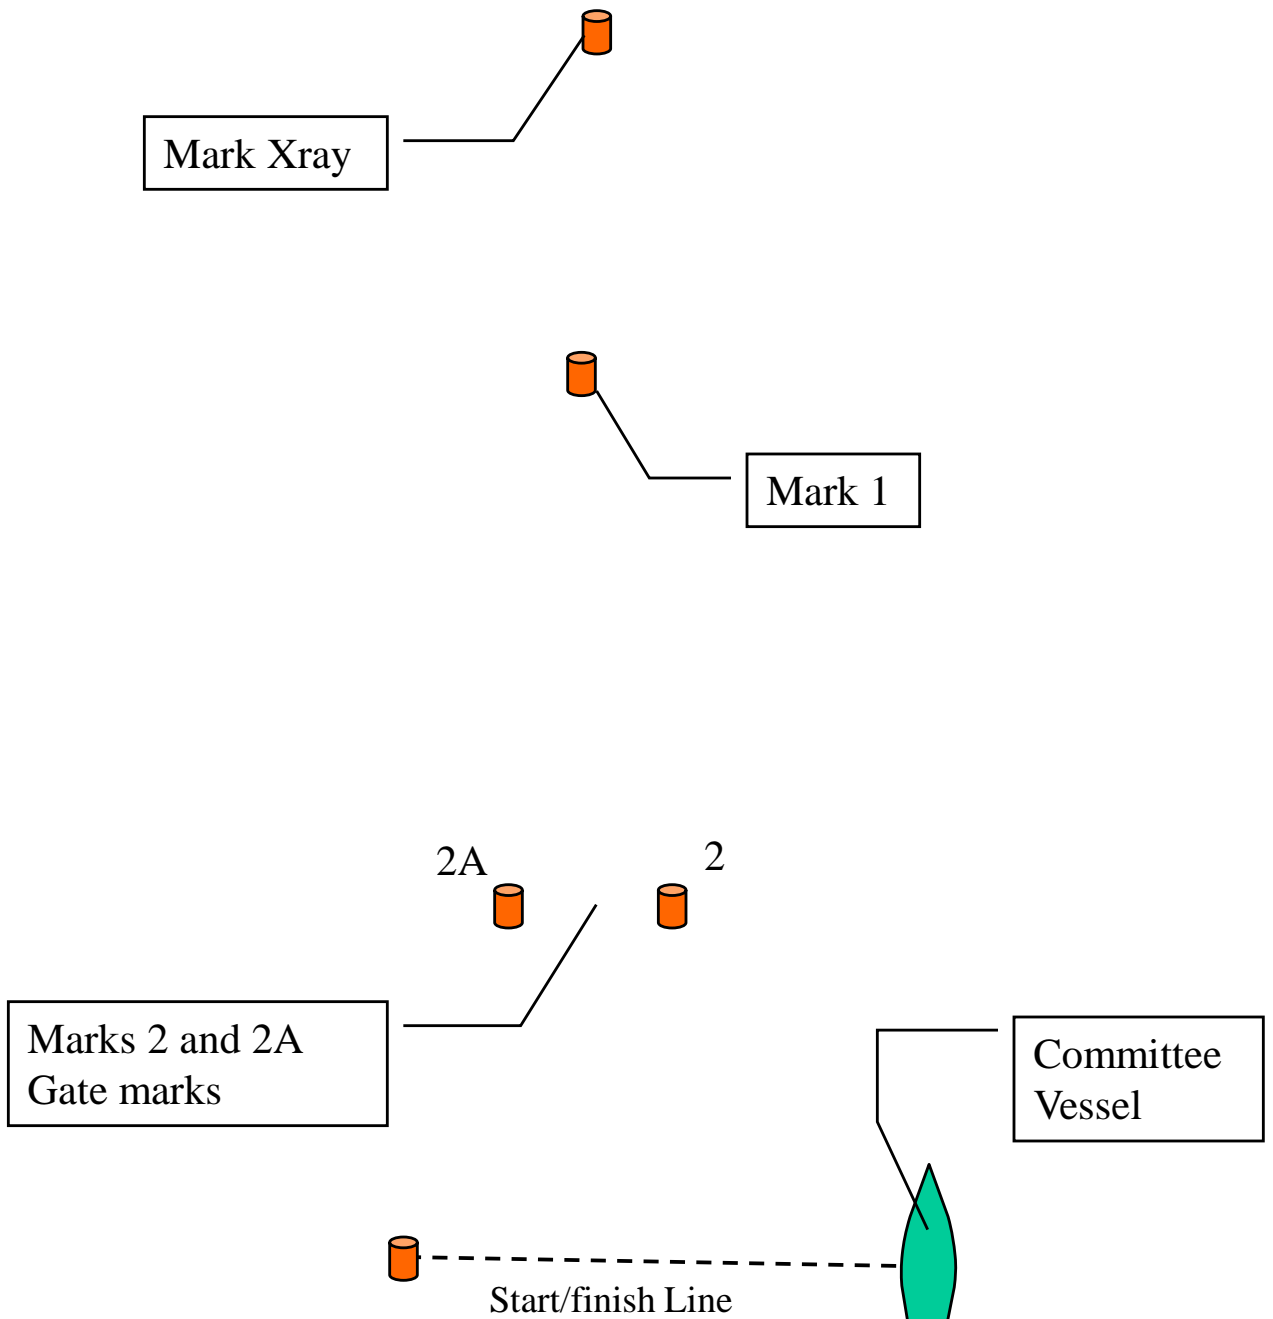 Mark Xray
Mark 1
2A
2
Marks 2 and 2A
Gate marks
Committee
Vessel
Start/finish Line